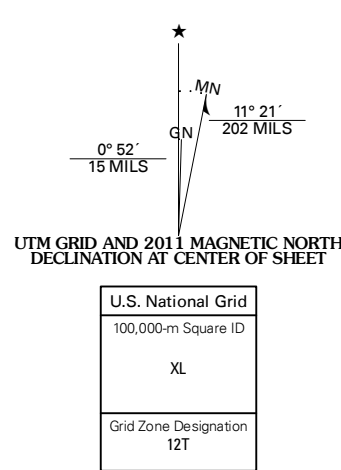 ★
MN
GN
11° 21´
202 MILS
0° 52´
15 MILS
UTM GRID AND 2011 MAGNETIC NORTH
DECLINATION AT CENTER OF SHEET
U.S. National Grid
100,000-m Square ID
XL
Grid Zone Designation
12T